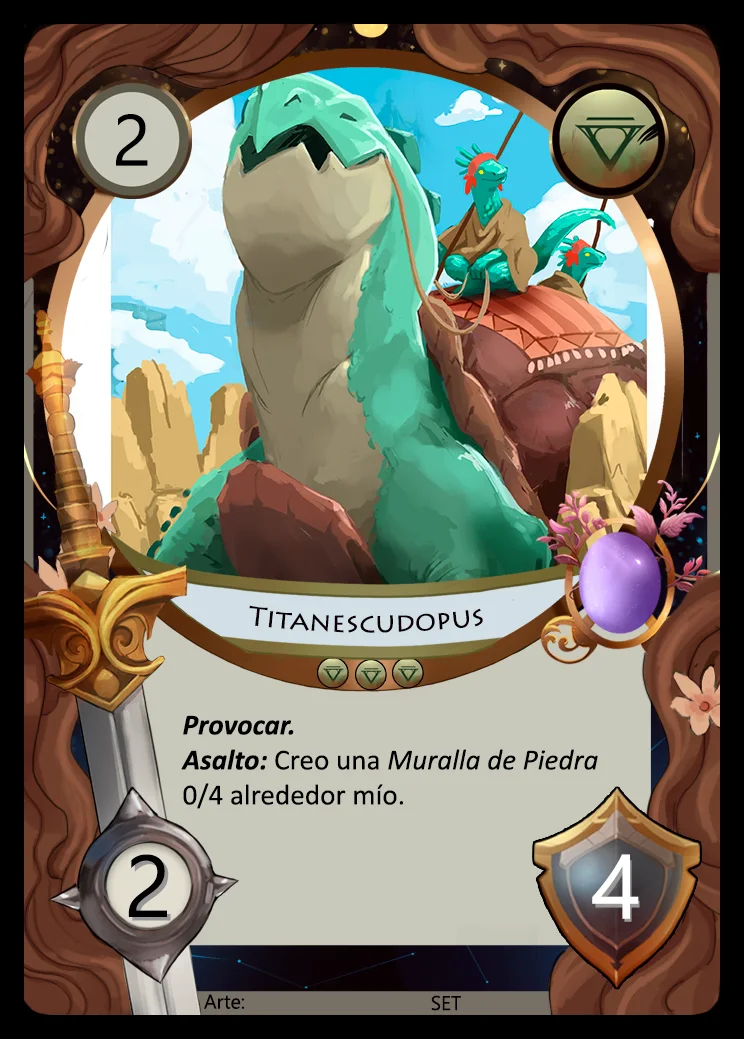 2
TITANESCUDOPUS
Provocar.
Asalto: Creo una Muralla de Piedra
0/4 alrededor mío.
2
4
Arte: SET